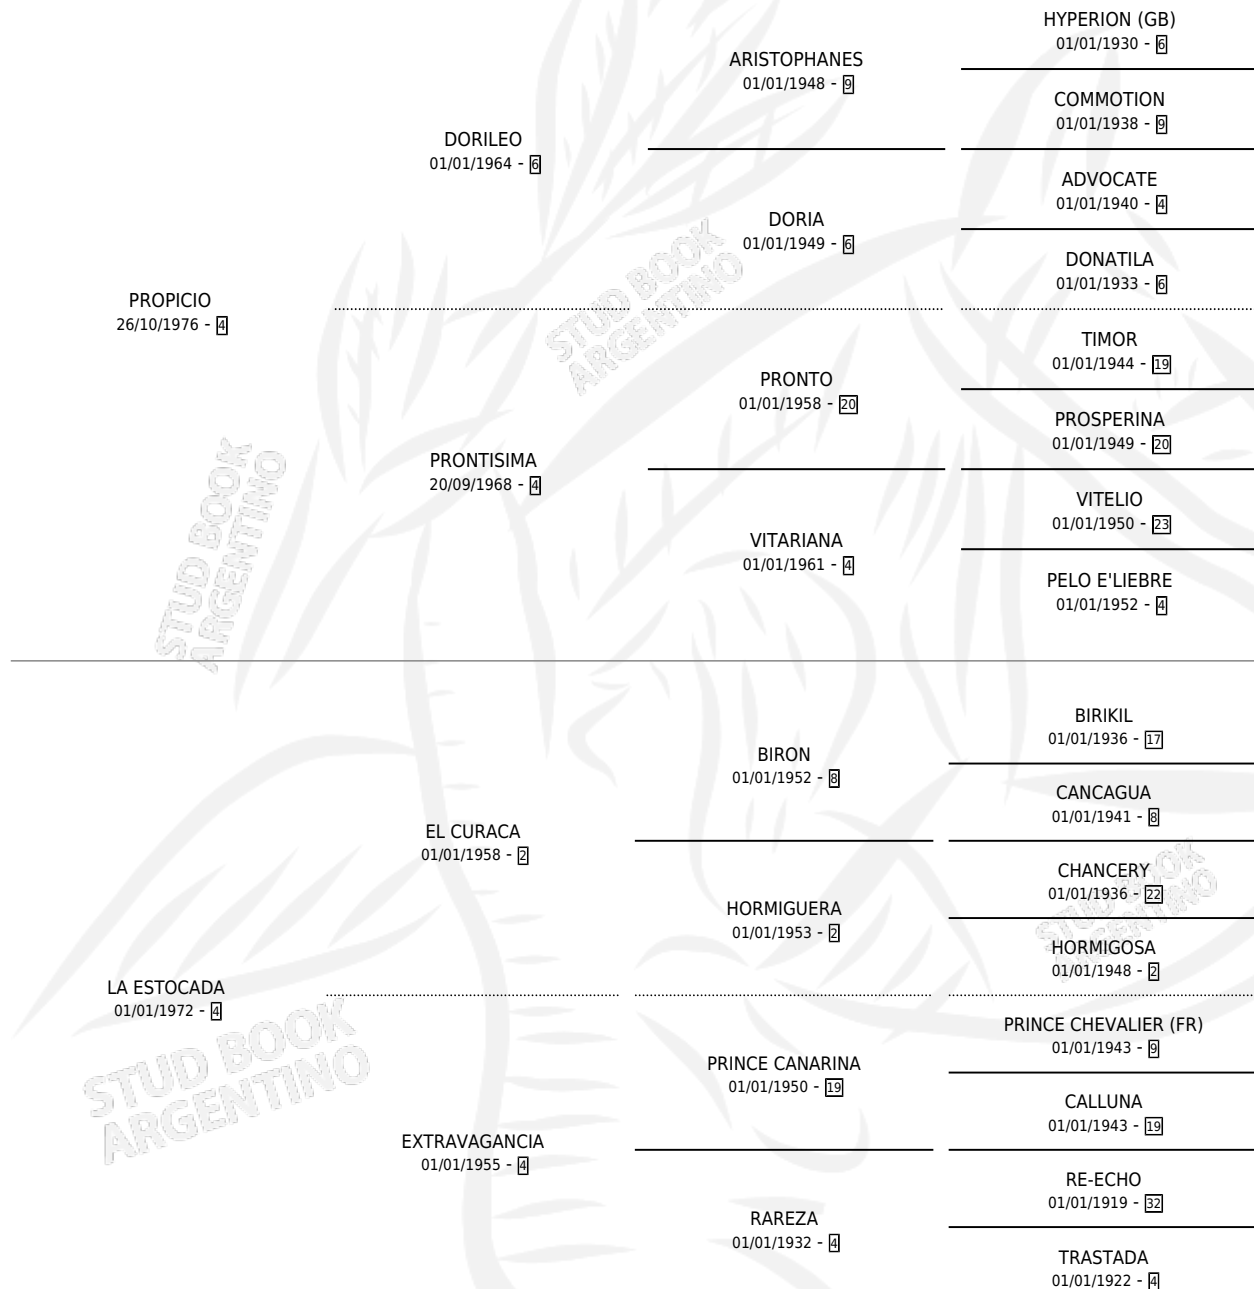 HYPERION (GB)
01/01/1930 - 6
ARISTOPHANES
01/01/1948 - 9
COMMOTION
01/01/1938 - 9
DORILEO
01/01/1964 - 6
ADVOCATE
01/01/1940 - 4
DORIA
01/01/1949 - 6
DONATILA
01/01/1933 - 6
PROPICIO
26/10/1976 - 4
TIMOR
01/01/1944 - 19
PRONTO
01/01/1958 - 20
PROSPERINA
01/01/1949 - 20
PRONTISIMA
20/09/1968 - 4
VITELIO
01/01/1950 - 23
VITARIANA
01/01/1961 - 4
PELO E'LIEBRE
01/01/1952 - 4
BIRIKIL
01/01/1936 - 17
BIRON
01/01/1952 - 8
CANCAGUA
01/01/1941 - 8
EL CURACA
01/01/1958 - 2
CHANCERY
01/01/1936 - 22
HORMIGUERA
01/01/1953 - 2
HORMIGOSA
01/01/1948 - 2
LA ESTOCADA
01/01/1972 - 4
PRINCE CHEVALIER (FR)
01/01/1943 - 9
PRINCE CANARINA
01/01/1950 - 19
CALLUNA
01/01/1943 - 19
EXTRAVAGANCIA
01/01/1955 - 4
RE-ECHO
01/01/1919 - 32
RAREZA
01/01/1932 - 4
TRASTADA
01/01/1922 - 4
STUD BOOK
ARGENTINO
STUD BOOK
ARGENTINO
STUD BOOK
ARGENTINO
STUD BOOK
ARGENTINO